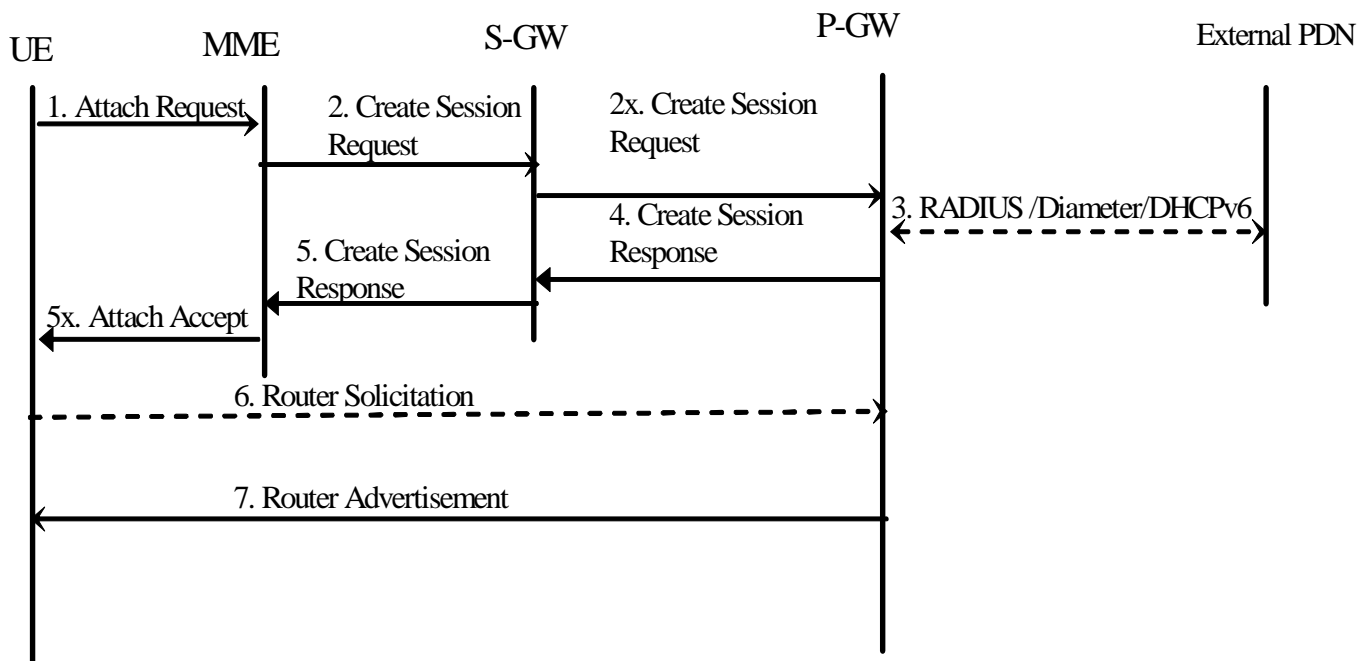 UE
MME
S-GW
P-GW
External PDN
1. Attach Request
2. Create Session
Request
2x. Create Session
Request
3. RADIUS /Diameter/DHCPv6
4. Create Session
Response
5. Create Session
Response
5x. Attach Accept
6. Router Solicitation
7. Router Advertisement